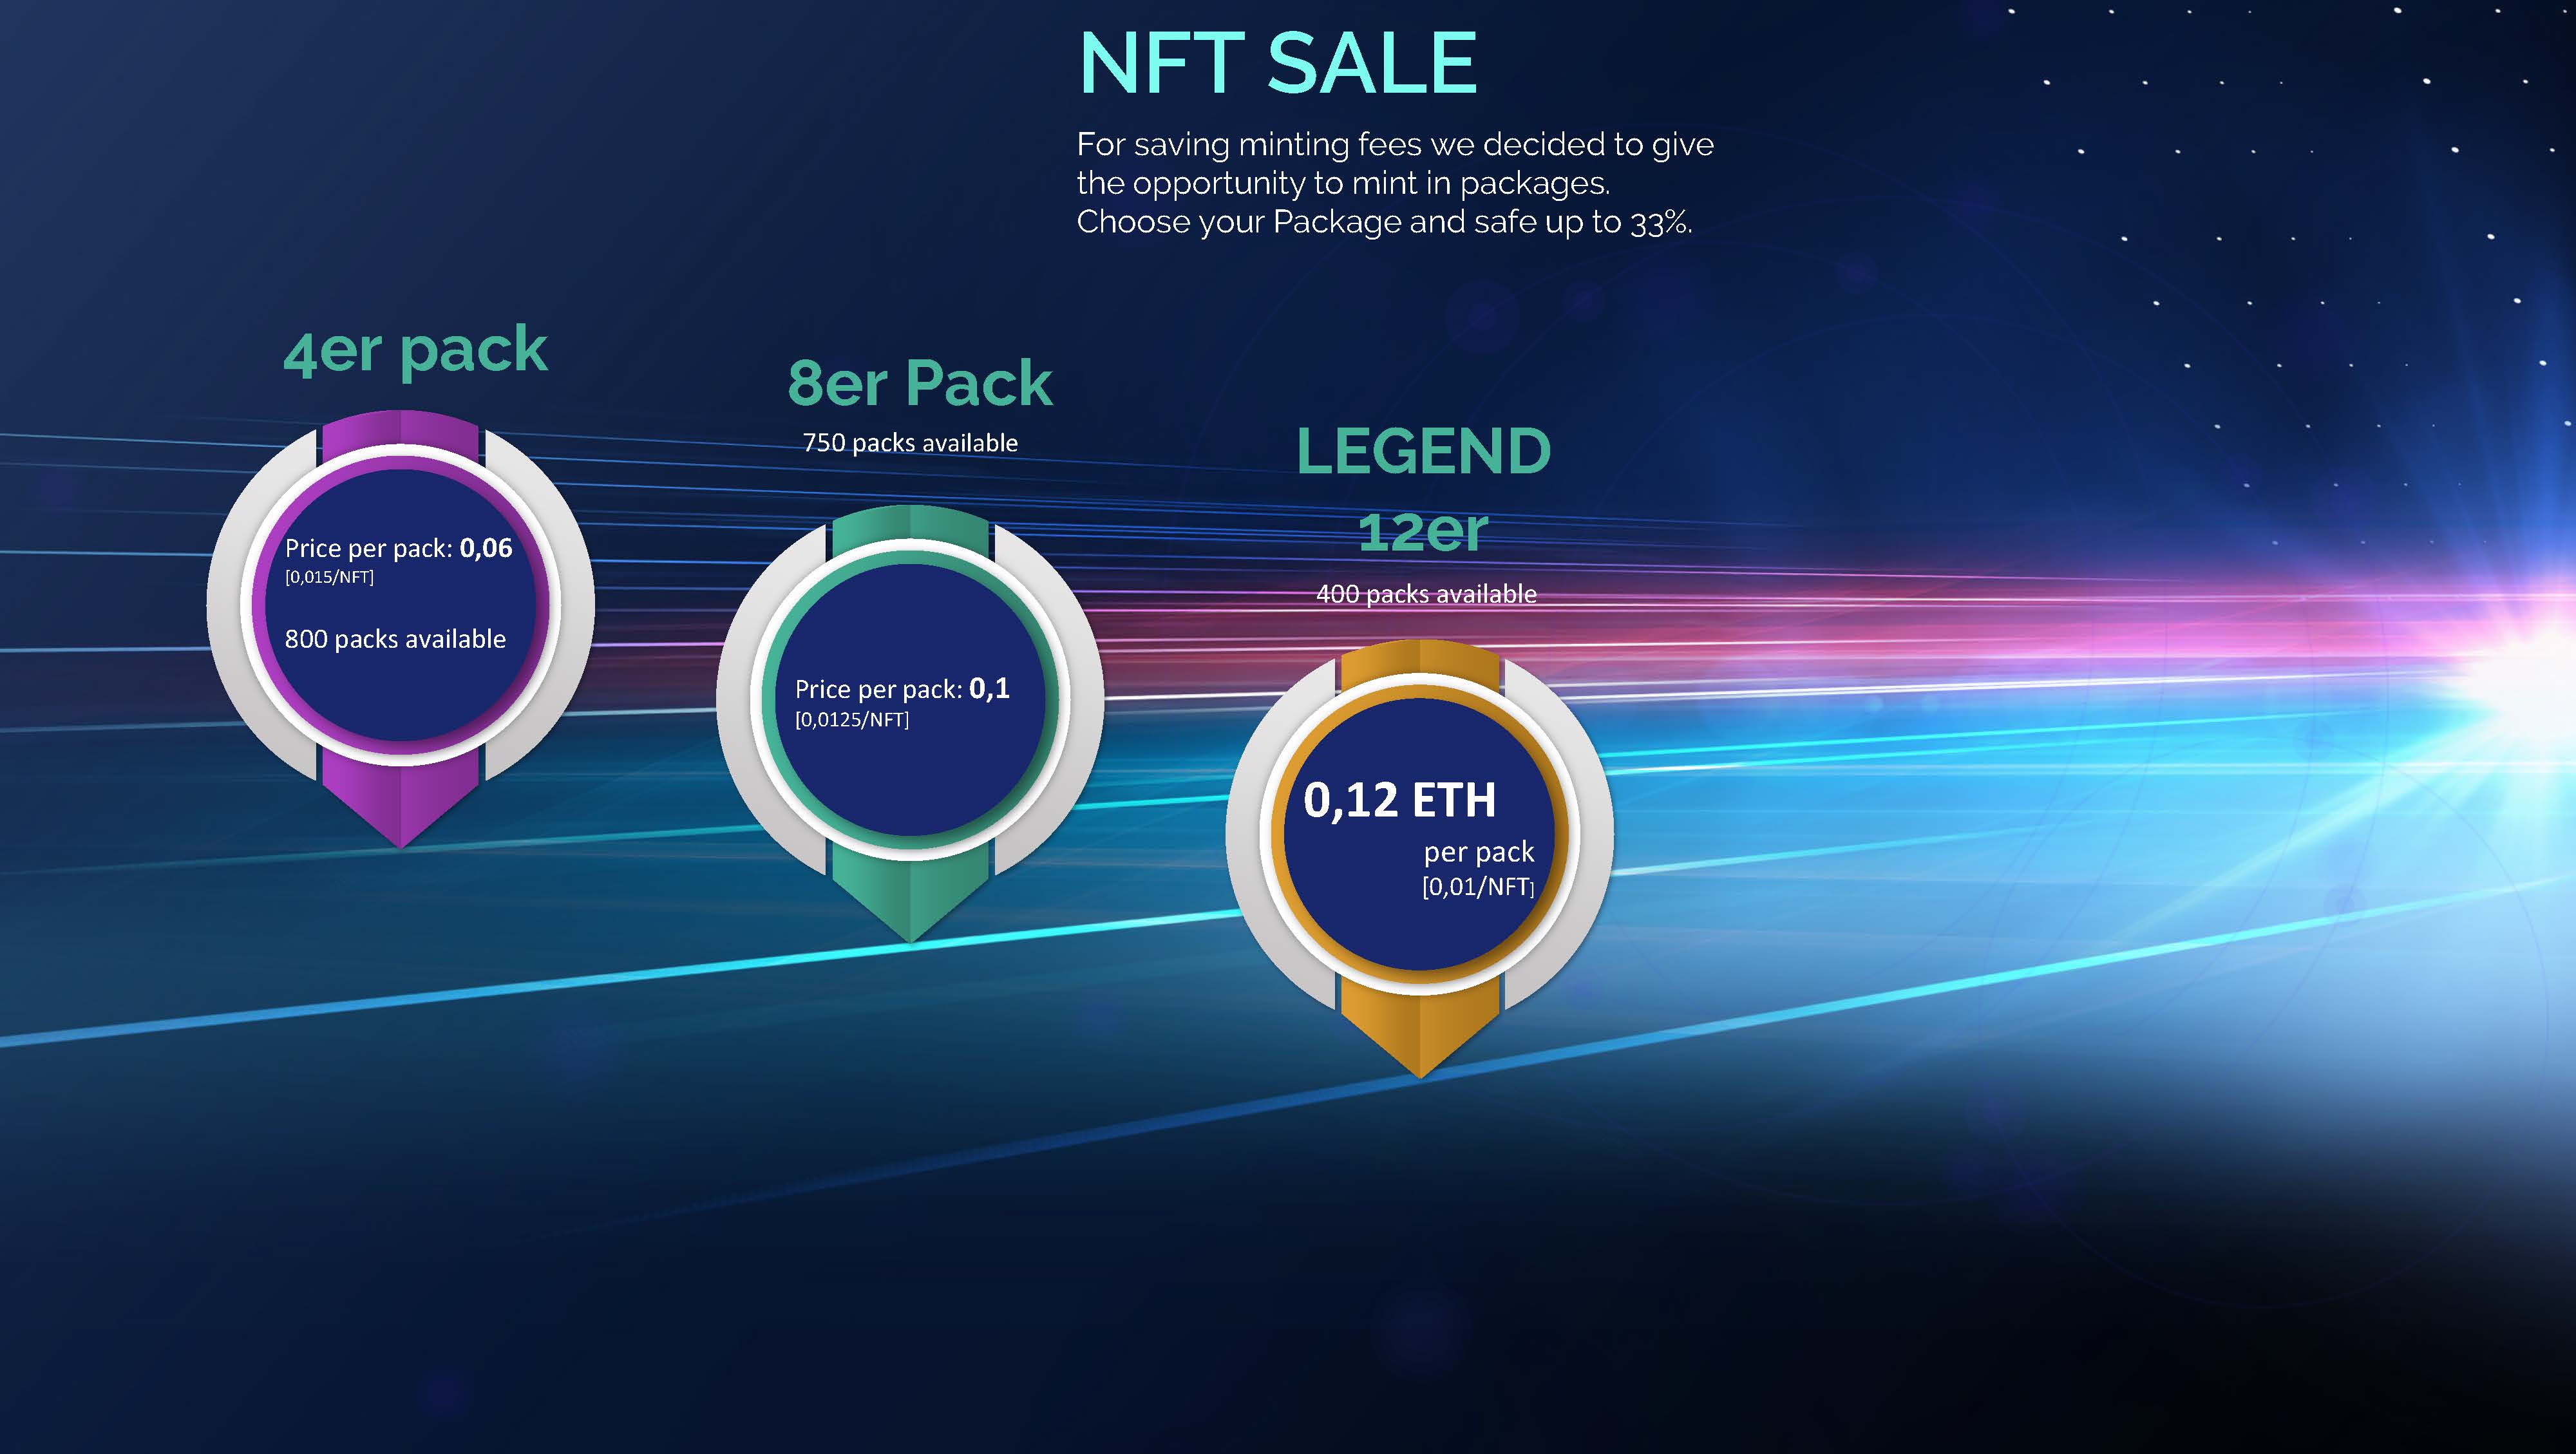 NFT SALE
For saving minting fees we decided to give
the opportunity to mint in packages.
Choose your Package and safe up to 33%.
4er pack
Price per pack: 0,06
[0,015/NFT]
800 packs available
8er Pack
750 packs available
Price per pack: 0,1
[0,0125/NFT]
LEGEND
12er
400 packs available
0,12 ETH
per pack
[0,01/NFT]